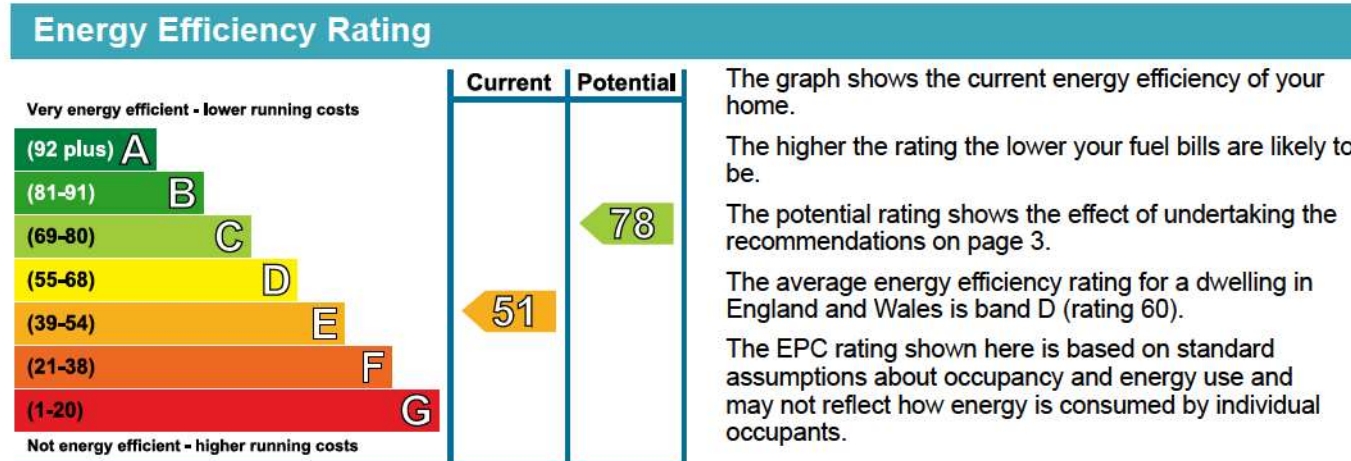 Energy Efficiency Rating
Current Potential
Very energy efficient - lower running costs
(92 plus) A
(81-91) B
(69-80) C
(55-68) D
(39-54) E
(21-38) F
(1-20) G
Not energy efficient - higher running costs
78
51
The graph shows the current energy efficiency of your
home.
The higher the rating the lower your fuel bills are likely to
be.
The potential rating shows the effect of undertaking the
recommendations on page 3.
The average energy efficiency rating for a dwelling in
England and Wales is band D (rating 60).
The EPC rating shown here is based on standard
assumptions about occupancy and energy use and
may not reflect how energy is consumed by individual
occupants.